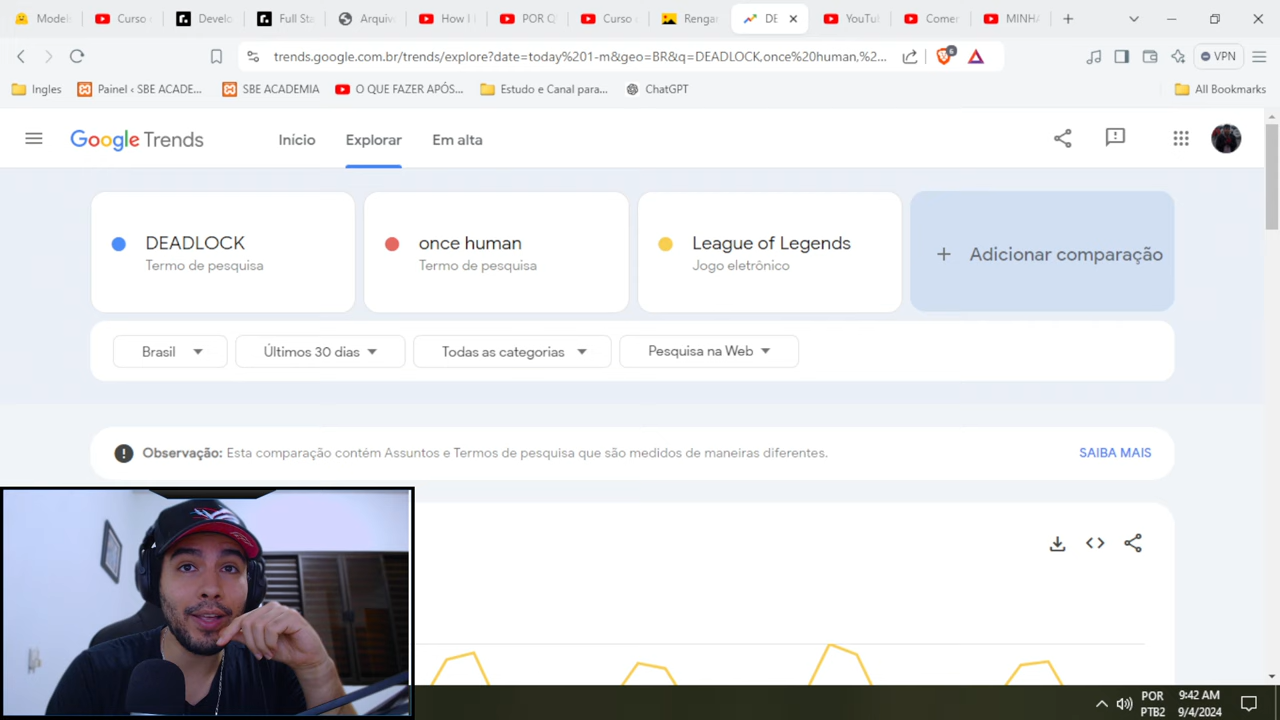 Model
Curso
Develo
Full Sta
Arquiv
How I
POR Q
Curso
Rengar
DE
YouTu
Comer
MINHA
trends.google.com.br/trends/explore?date=today%201-m&geo=BR&q=DEADLOCK,once%20human,%2...
6
VPN
Ingles
Painel ‹ SBE ACADE...
SBE ACADEMIA
O QUE FAZER APÓS...
Estudo e Canal para...
ChatGPT
All Bookmarks
Google Trends
Início
Explorar
Em alta
DEADLOCK
Termo de pesquisa
once human
Termo de pesquisa
League of Legends
Jogo eletrônico
+ Adicionar comparação
Brasil
Últimos 30 dias
Todas as categorias
Pesquisa na Web
Observação: Esta comparação contém Assuntos e Termos de pesquisa que são medidos de maneiras diferentes.
SAIBA MAIS
POR
PTB2
9:42 AM
9/4/2024